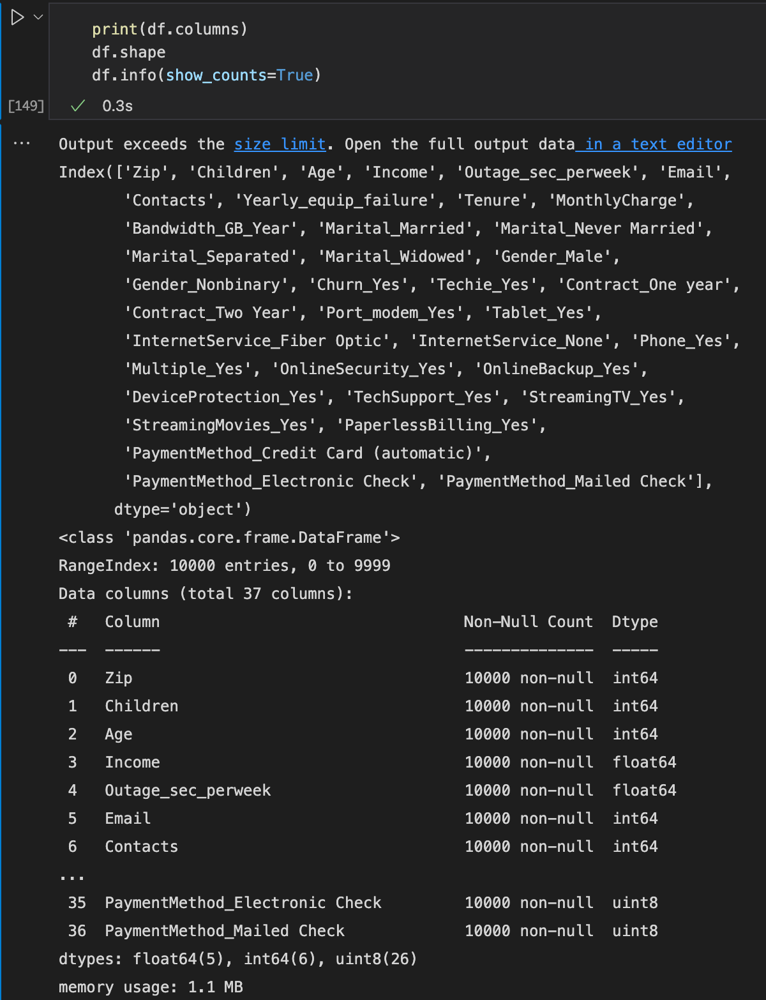 print(df.columns)
df.shape
df.info(show_counts=True)
[149] 0.3s
... Output exceeds the size limit. Open the full output data in a text editor
Index(['Zip', 'Children', 'Age', 'Income', 'Outage_sec_perweek', 'Email',
'Contacts', 'Yearly_equip_failure', 'Tenure', 'MonthlyCharge',
'Bandwidth_GB_Year', 'Marital_Married', 'Marital_Never Married',
'Marital_Separated', 'Marital_Widowed', 'Gender_Male',
'Gender_Nonbinary', 'Churn_Yes', 'Techie_Yes', 'Contract_One year',
'Contract_Two Year', 'Port_modem_Yes', 'Tablet_Yes',
'InternetService_Fiber Optic', 'InternetService_None', 'Phone_Yes',
'Multiple_Yes', 'OnlineSecurity_Yes', 'OnlineBackup_Yes',
'DeviceProtection_Yes', 'TechSupport_Yes', 'StreamingTV_Yes',
'StreamingMovies_Yes', 'PaperlessBilling_Yes',
'PaymentMethod_Credit Card (automatic)',
'PaymentMethod_Electronic Check', 'PaymentMethod_Mailed Check'],
dtype='object')
<class 'pandas.core.frame.DataFrame'>
RangeIndex: 10000 entries, 0 to 9999
Data columns (total 37 columns):
# Column Non-Null Count Dtype
--- ------ -------------- -----
0 Zip 10000 non-null int64
1 Children 10000 non-null int64
2 Age 10000 non-null int64
3 Income 10000 non-null float64
4 Outage_sec_perweek 10000 non-null float64
5 Email 10000 non-null int64
6 Contacts 10000 non-null int64
...
35 PaymentMethod_Electronic Check 10000 non-null uint8
36 PaymentMethod_Mailed Check 10000 non-null uint8
dtypes: float64(5), int64(6), uint8(26)
memory usage: 1.1 MB